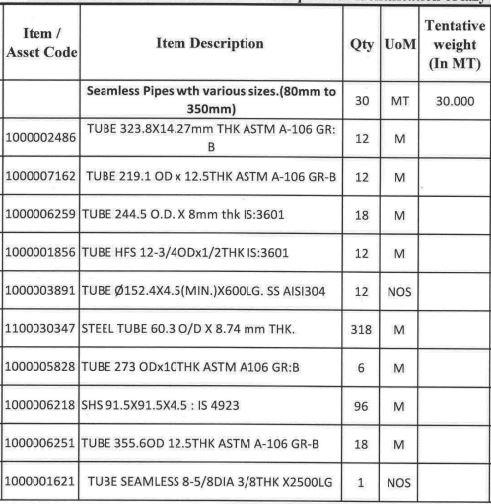 Item / Asset Code Item Description Qty UoM Tentative weight (In MT)
Seamless Pipes wth various sizes.(80mm to 350mm) 30 MT 30.000
1000002486 TUBE 323.8X14.27mm THK ASTM A-106 GR: B 12 M
1000007162 TUBE 219.1 OD x 12.5THK ASTM A-106 GR-B 12 M
1000006259 TUBE 244.5 O.D. X 8mm thk IS:3601 18 M
1000001856 TUBE HFS 12-3/4ODx1/2THK IS:3601 12 M
1000003891 TUBE Ø152.4X4.5(MIN.)X600LG. SS AISI304 12 NOS
1100030347 STEEL TUBE 60.3 O/D X 8.74 mm THK. 318 M
1000005828 TUBE 273 ODx10THK ASTM A106 GR:B 6 M
1000006218 SHS 91.5X91.5X4.5 : IS 4923 96 M
1000006251 TUBE 355.6OD 12.5THK ASTM A-106 GR-B 18 M
1000001621 TUBE SEAMLESS 8-5/8DIA 3/8THK X2500LG 1 NOS